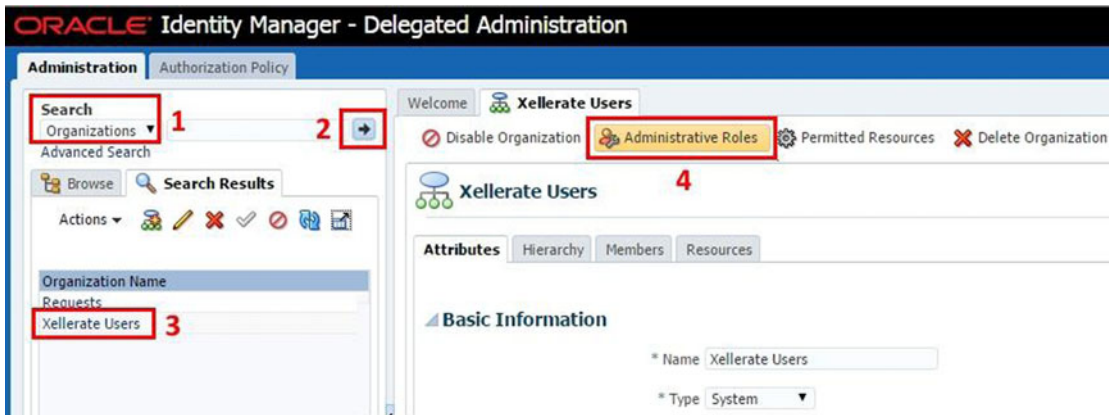 ORACLE Identity Manager - Delegated Administration
Administration Authorization Policy
Search
Organizations 1 2
Advanced Search
Browse Search Results
Actions
Organization Name
Requests
Xellerate Users 3
Welcome Xellerate Users
Disable Organization Administrative Roles Permitted Resources Delete Organization
4
Xellerate Users
Attributes Hierarchy Members Resources
Basic Information
* Name Xellerate Users
* Type System